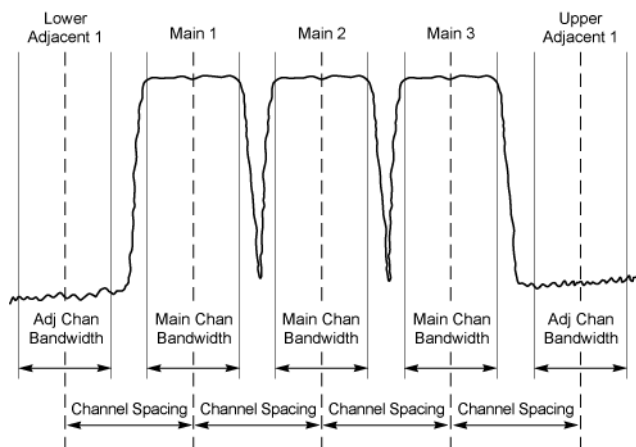 Lower
Adjacent 1
Main 1
Main 2
Main 3
Upper
Adjacent 1
Adj Chan
Bandwidth
Main Chan
Bandwidth
Main Chan
Bandwidth
Main Chan
Bandwidth
Adj Chan
Bandwidth
Channel Spacing
Channel Spacing
Channel Spacing
Channel Spacing